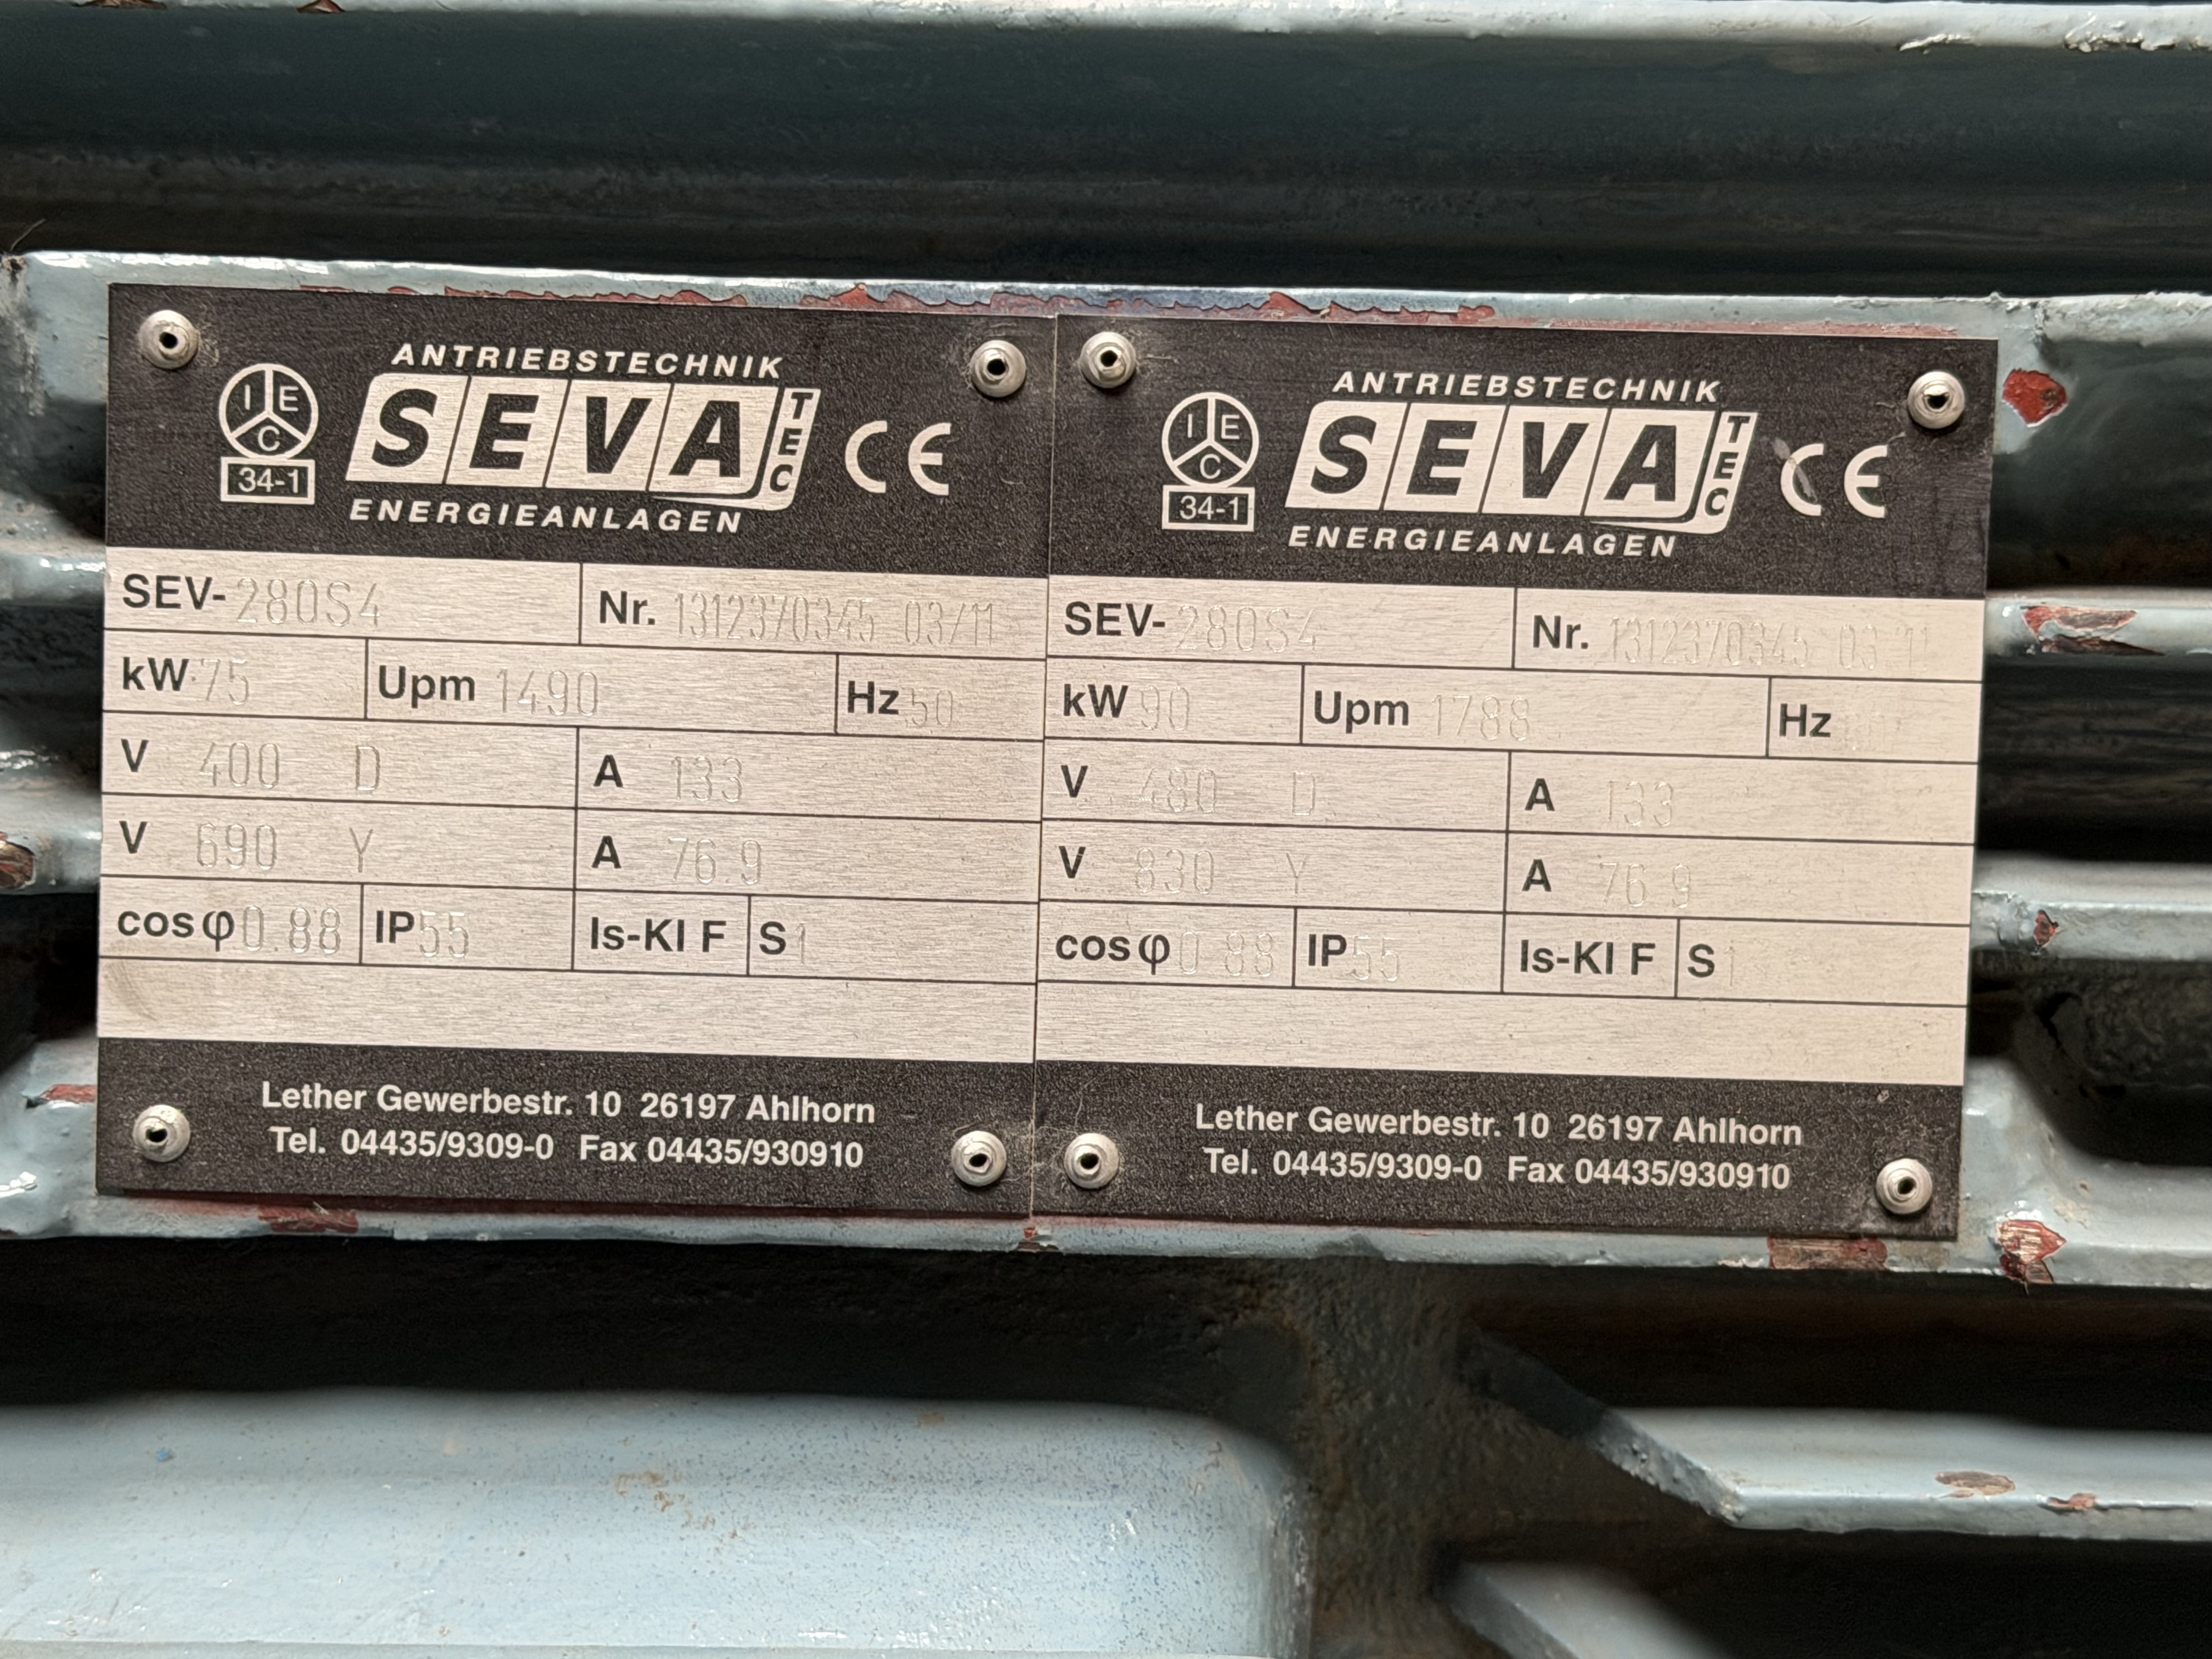 ANTRIEBSTECHNIK
I E C
34-1
SEVA TEC
CE
ENERGIEANLAGEN
SEV-280S4 Nr. 1312370345 03/11
kW 75 Upm 1490 Hz 50
V 400 D A 133
V 690 Y A 76.9
cosφ 0.88 IP55 Is-Kl F S1
Lether Gewerbestr. 10 26197 Ahlhorn
Tel. 04435/9309-0 Fax 04435/930910
ANTRIEBSTECHNIK
I E C
34-1
SEVA TEC
CE
ENERGIEANLAGEN
SEV-280S4 Nr. 1312370345 03/11
kW 90 Upm 1788 Hz
V 480 D A 133
V 830 Y A 76.9
cosφ 0.88 IP55 Is-Kl F S1
Lether Gewerbestr. 10 26197 Ahlhorn
Tel. 04435/9309-0 Fax 04435/930910